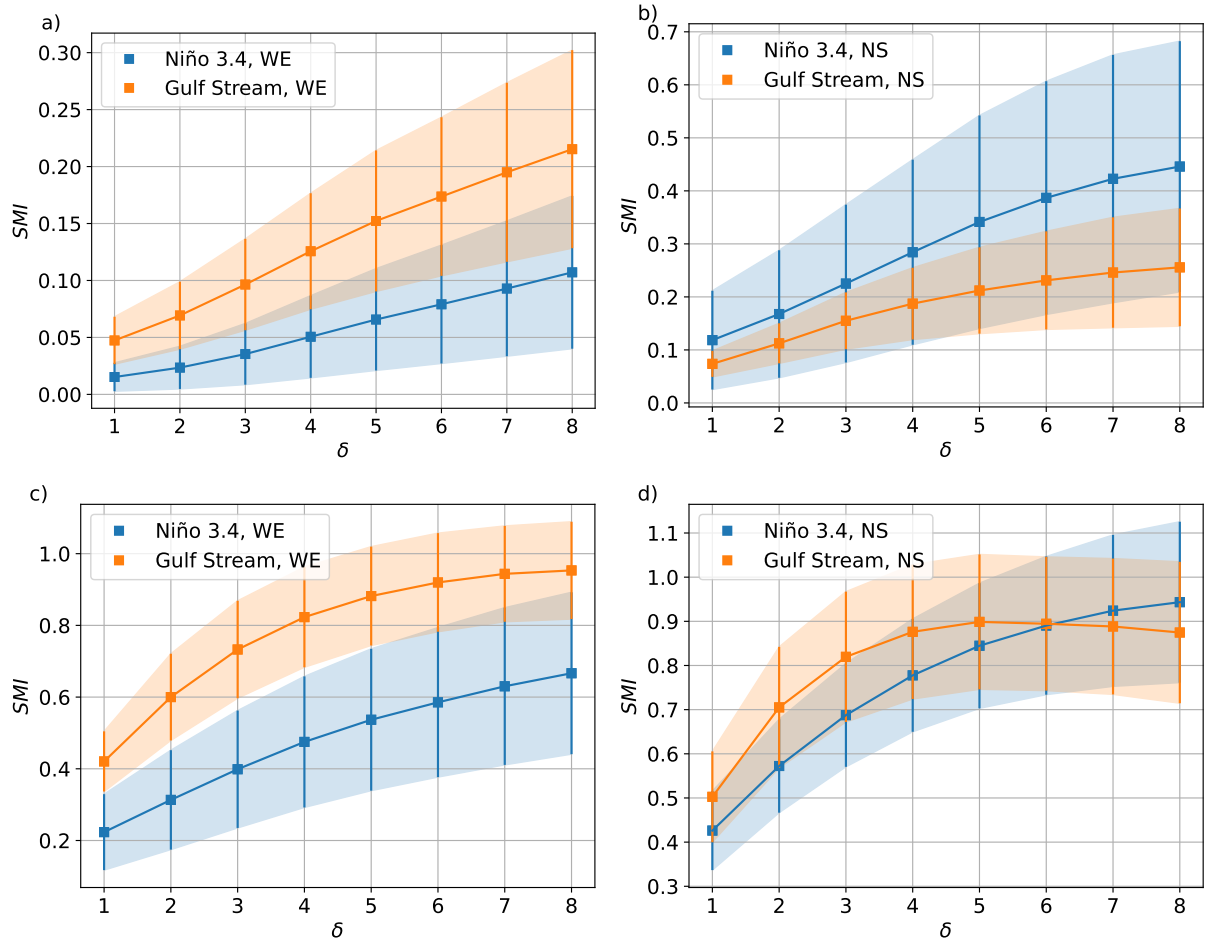 a)
Niño 3.4, WE
Gulf Stream, WE
0.30
0.25
0.20
0.15
0.10
0.05
0.00
SMI
1 2 3 4 5 6 7 8
δ
b)
Niño 3.4, NS
Gulf Stream, NS
0.7
0.6
0.5
0.4
0.3
0.2
0.1
0.0
SMI
1 2 3 4 5 6 7 8
δ
c)
Niño 3.4, WE
Gulf Stream, WE
1.0
0.8
0.6
0.4
0.2
SMI
1 2 3 4 5 6 7 8
δ
d)
Niño 3.4, NS
Gulf Stream, NS
1.1
1.0
0.9
0.8
0.7
0.6
0.5
0.4
0.3
SMI
1 2 3 4 5 6 7 8
δ